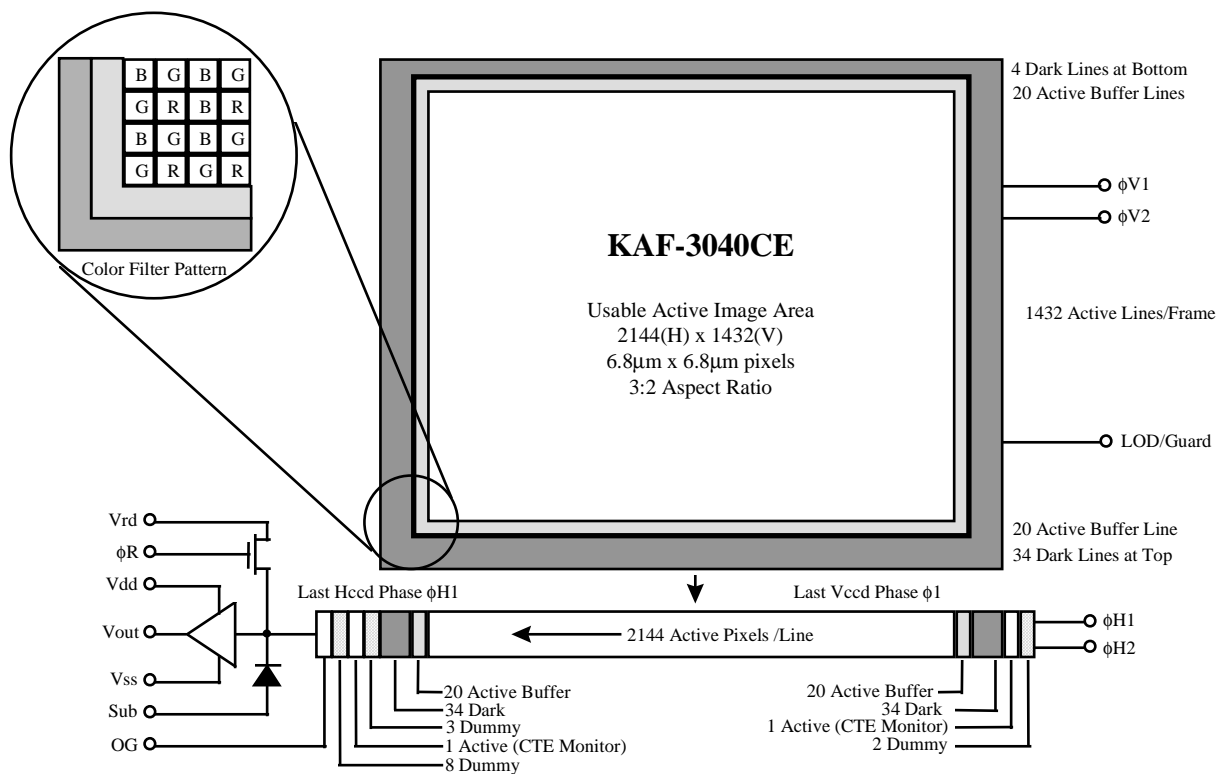 B G B G
G R B R
B G B G
G R G R
Color Filter Pattern
4 Dark Lines at Bottom
20 Active Buffer Lines
ϕV1
ϕV2
KAF-3040CE
Usable Active Image Area
2144(H) x 1432(V)
6.8μm x 6.8μm pixels
3:2 Aspect Ratio
1432 Active Lines/Frame
LOD/Guard
20 Active Buffer Line
34 Dark Lines at Top
Vrd
ϕR
Vdd
Vout
Vss
Sub
OG
Last Hccd Phase ϕH1
Last Vccd Phase ϕ1
2144 Active Pixels /Line
ϕH1
ϕH2
20 Active Buffer
34 Dark
3 Dummy
1 Active (CTE Monitor)
8 Dummy
20 Active Buffer
34 Dark
1 Active (CTE Monitor)
2 Dummy